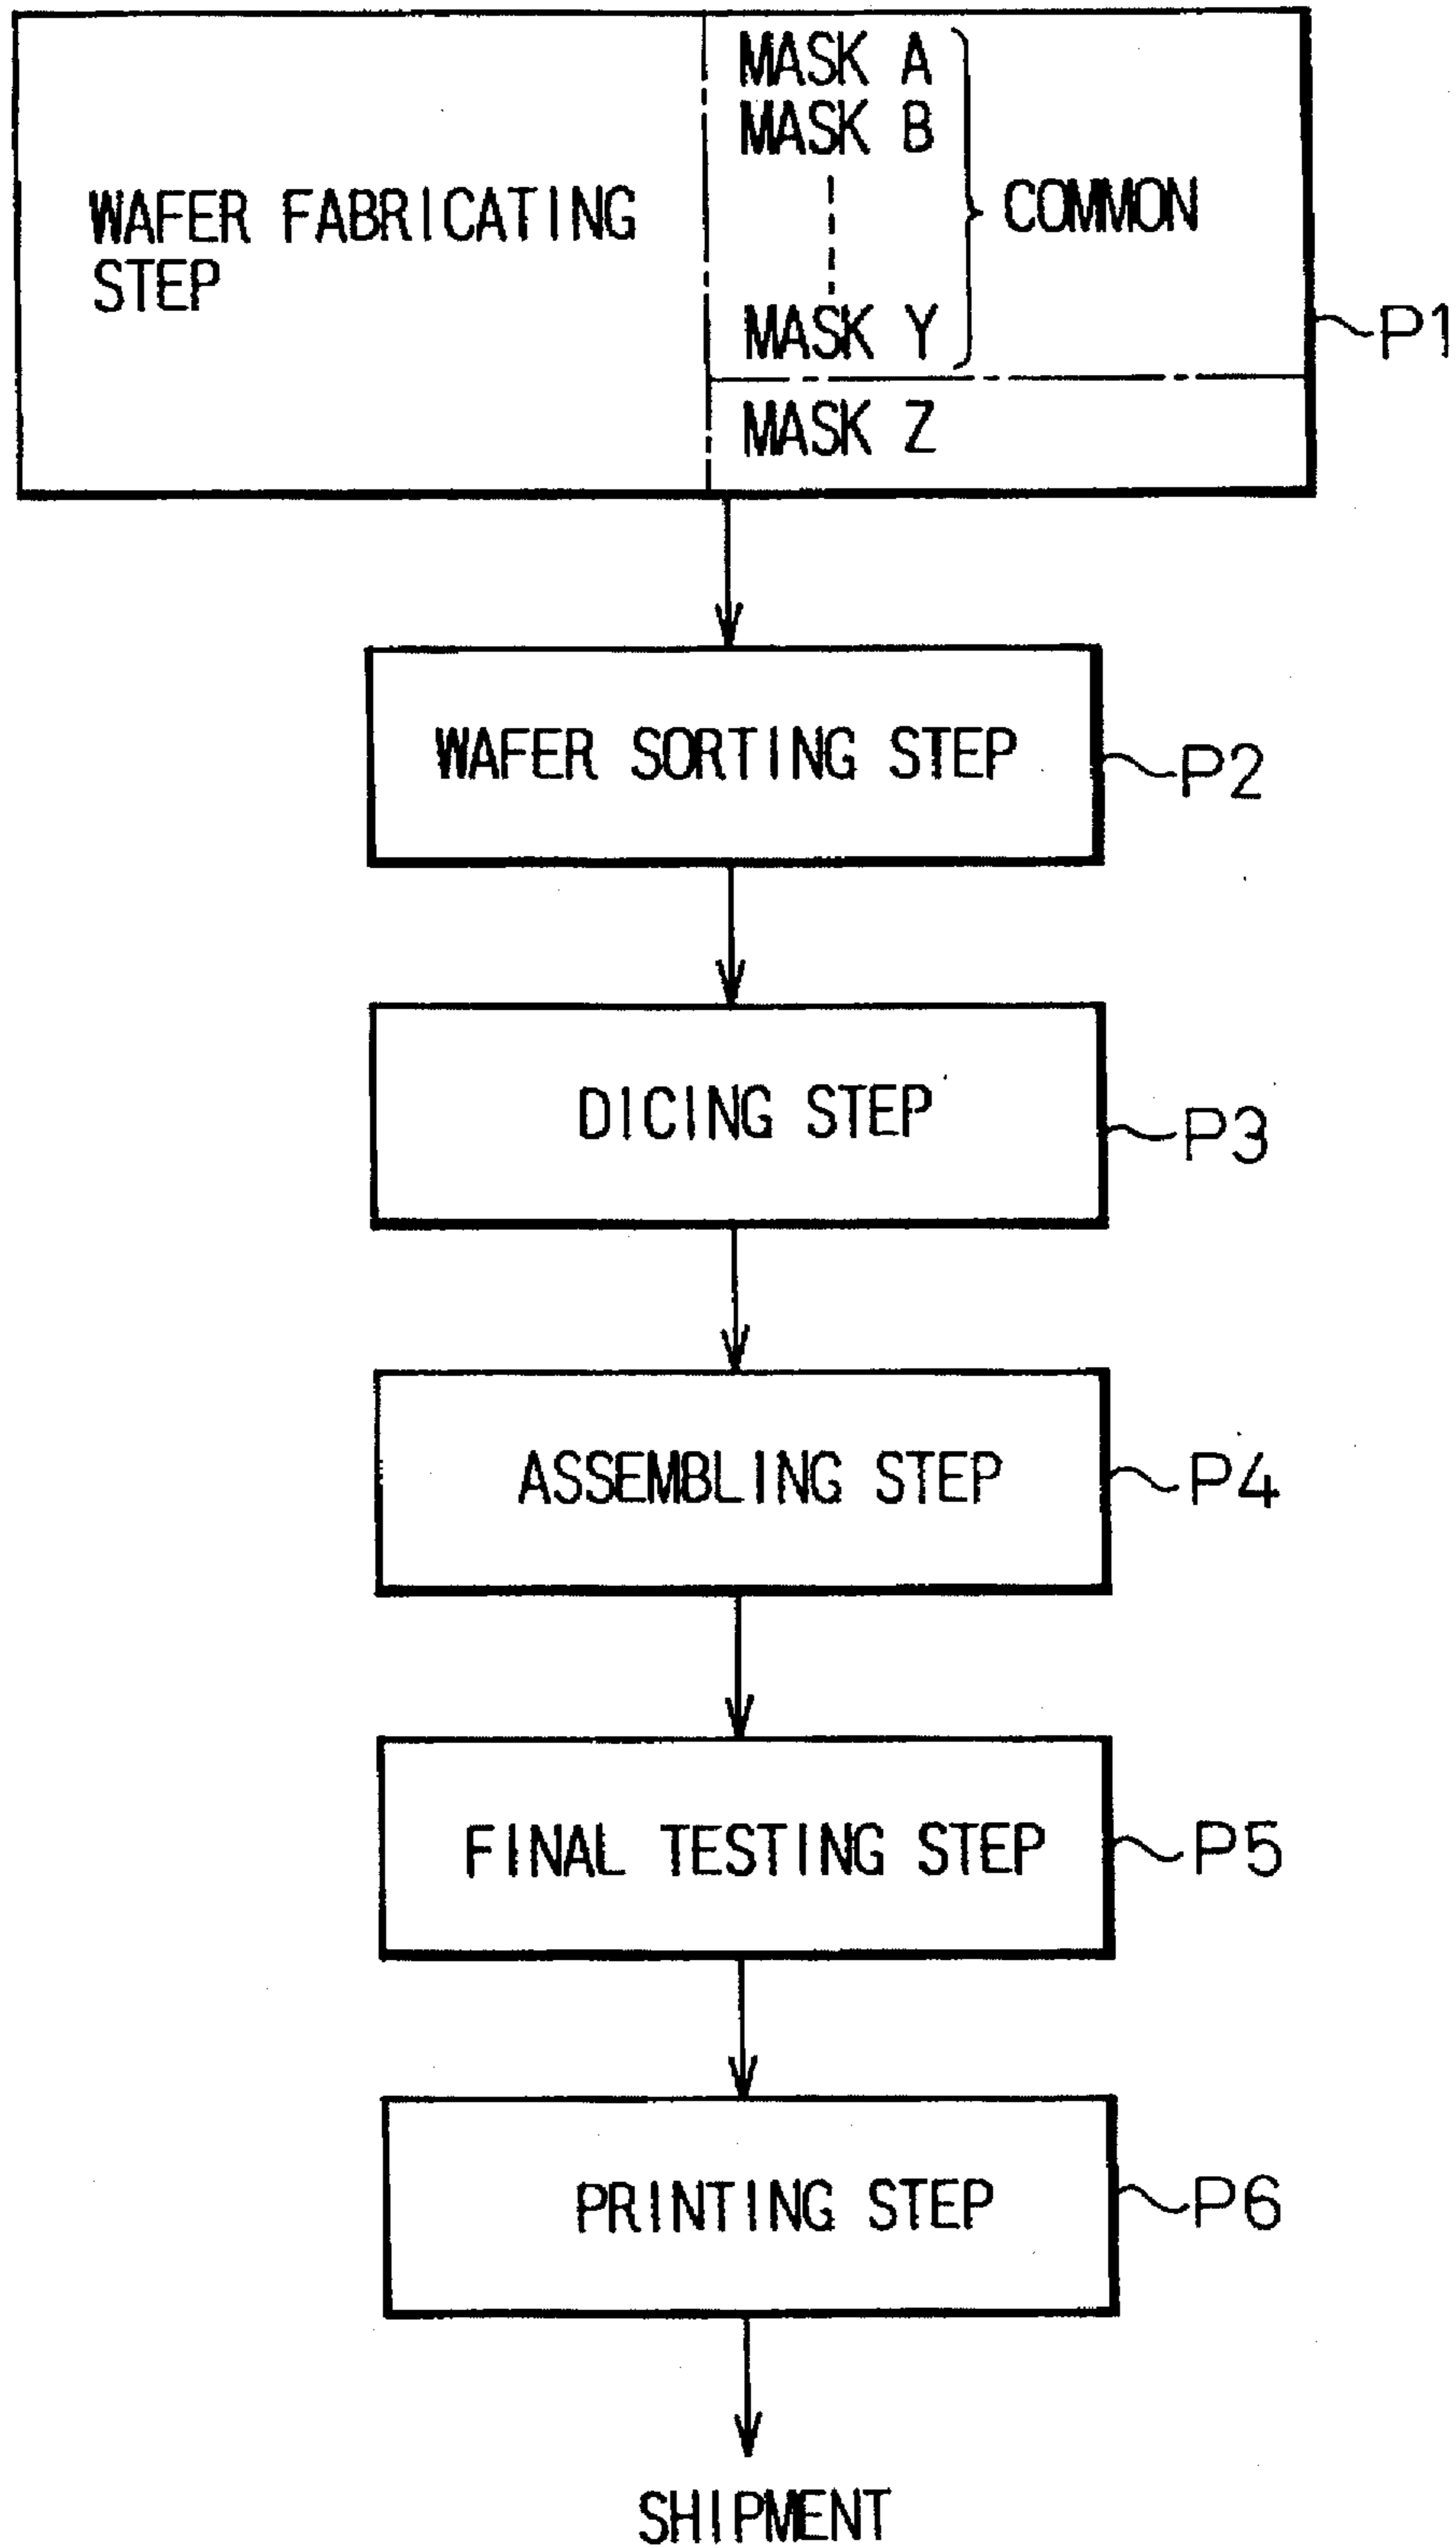 WAFER FABRICATING
STEP
MASK A
MASK B
MASK Y
COMMON
MASK Z
P1
WAFER SORTING STEP
P2
DICING STEP
P3
ASSEMBLING STEP
P4
FINAL TESTING STEP
P5
PRINTING STEP
P6
SHIPMENT